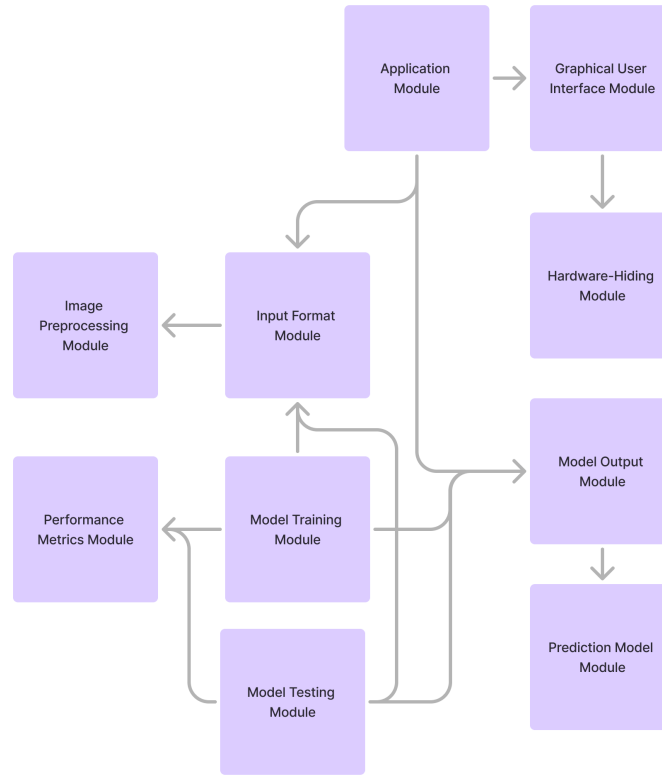 Application
Module
Graphical User
Interface Module
Hardware-Hiding
Module
Image
Preprocessing
Module
Input Format
Module
Model Output
Module
Performance
Metrics Module
Model Training
Module
Prediction Model
Module
Model Testing
Module